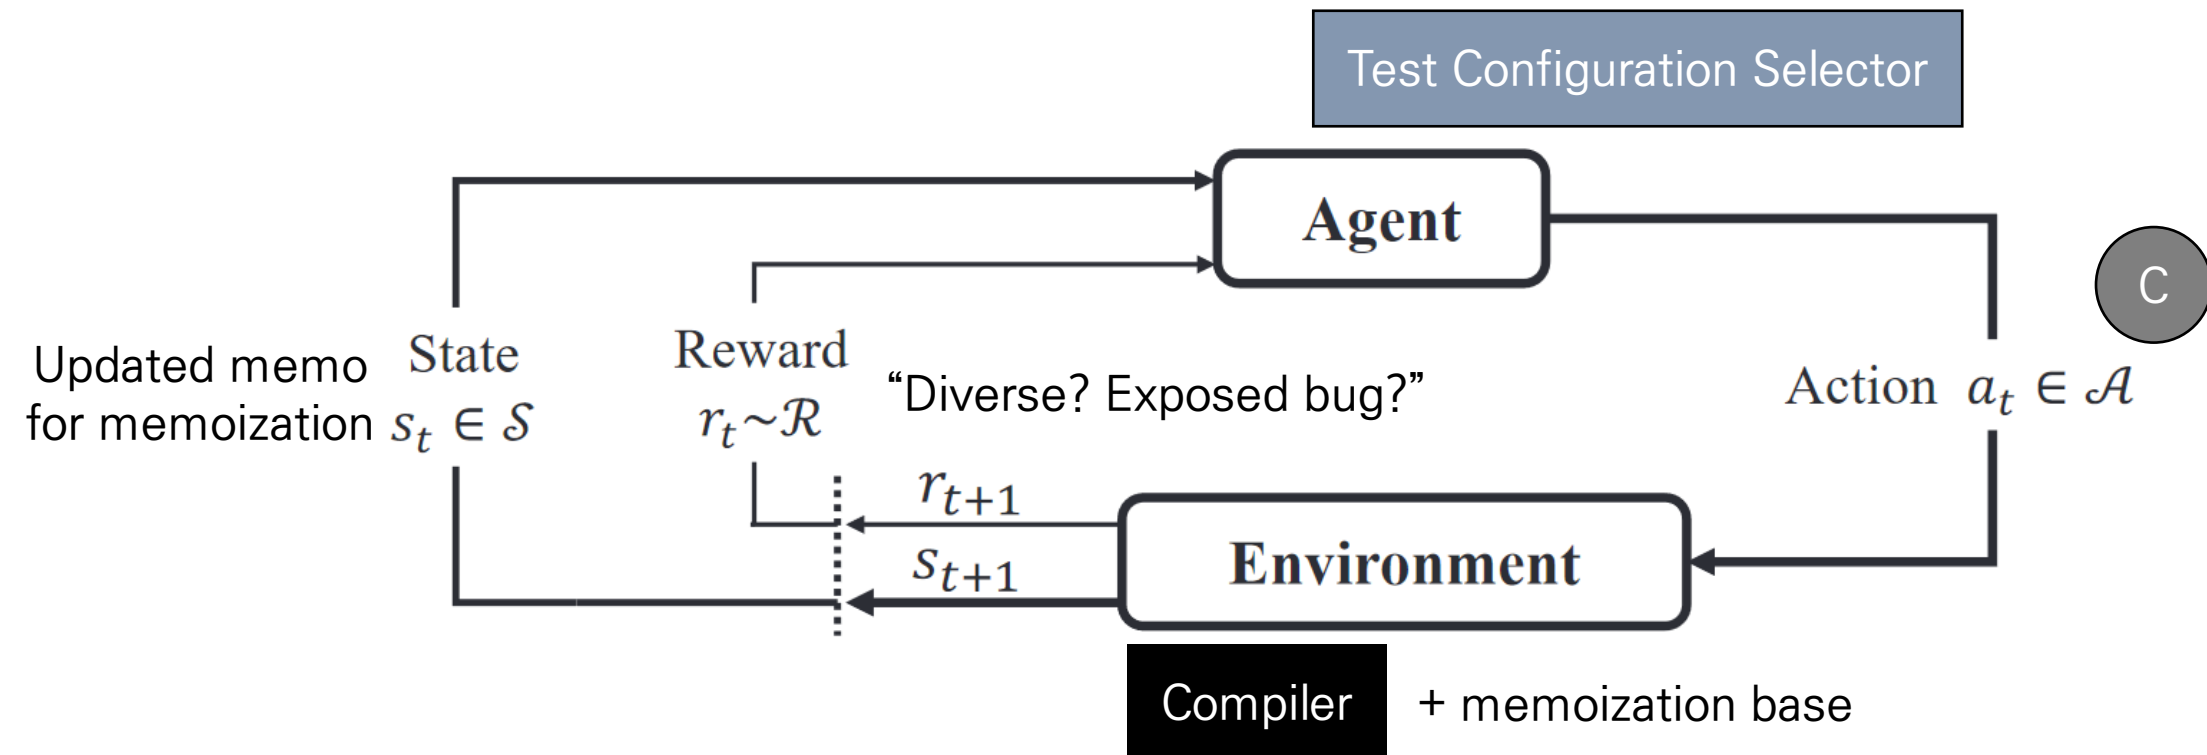 Test Configuration Selector
Agent
C
Updated memo
for memoization
State
s_t ∈ 𝒮
Reward
r_t~ℛ
“Diverse? Exposed bug?”
Action a_t ∈ 𝒜
r_{t+1}
s_{t+1}
Environment
Compiler + memoization base